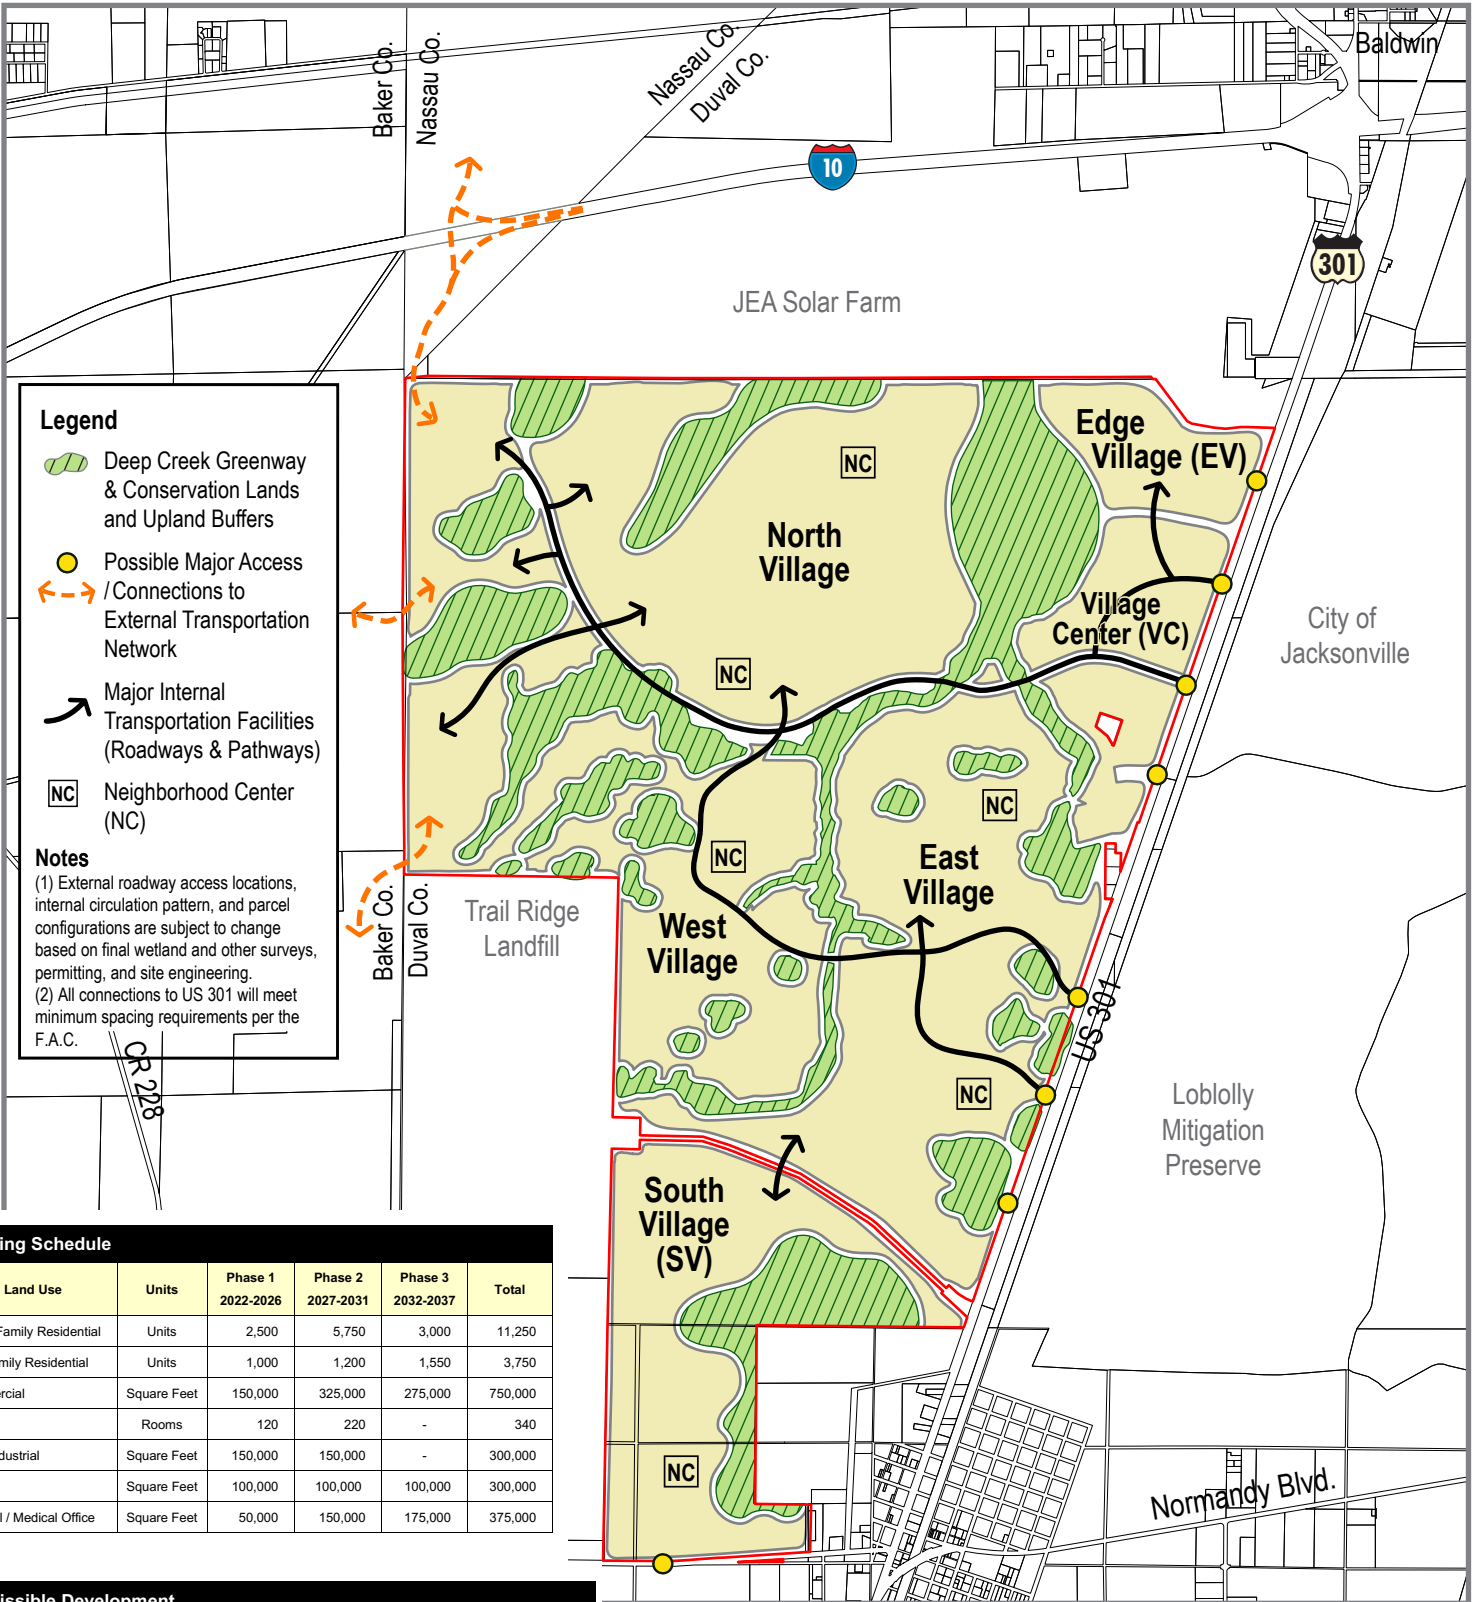 Baldwin
Baker Co.
Nassau Co.
Nassau Co.
Duval Co.
10
301
JEA Solar Farm
Legend
Deep Creek Greenway
& Conservation Lands
and Upland Buffers
Possible Major Access
/ Connections to
External Transportation
Network
Major Internal
Transportation Facilities
(Roadways & Pathways)
NC
Neighborhood Center
(NC)
Notes
(1) External roadway access locations,
internal circulation pattern, and parcel
configurations are subject to change
based on final wetland and other surveys,
permitting, and site engineering.
(2) All connections to US 301 will meet
minimum spacing requirements per the
F.A.C.
CR 228
Edge
Village (EV)
NC
North
Village
Village
Center (VC)
City of
Jacksonville
NC
NC
NC
East
Village
Baker Co.
Duval Co.
Trail Ridge
Landfill
West
Village
US 301
NC
Loblolly
Mitigation
Preserve
South
Village
(SV)
NC
Normandy Blvd.
ing Schedule
Land Use Units Phase 1 2022-2026 Phase 2 2027-2031 Phase 3 2032-2037 Total
Family Residential Units 2,500 5,750 3,000 11,250
mily Residential Units 1,000 1,200 1,550 3,750
ercial Square Feet 150,000 325,000 275,000 750,000
Rooms 120 220 - 340
dustrial Square Feet 150,000 150,000 - 300,000
Square Feet 100,000 100,000 100,000 300,000
l / Medical Office Square Feet 50,000 150,000 175,000 375,000
issible Development